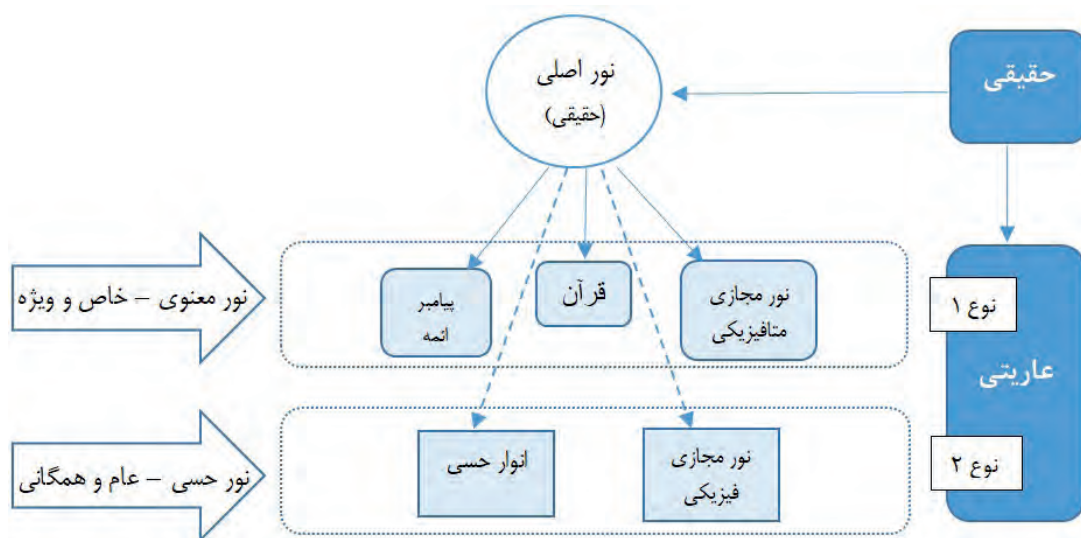 حقیقی
نور اصلی
(حقیقی)
نور معنوی – خاص و ویژه
پیامبر
ائمه
قرآن
نور مجازی
متافیزیکی
نوع ۱
عاریتی
نور حسی – عام و همگانی
انوار حسی
نور مجازی
فیزیکی
نوع ۲